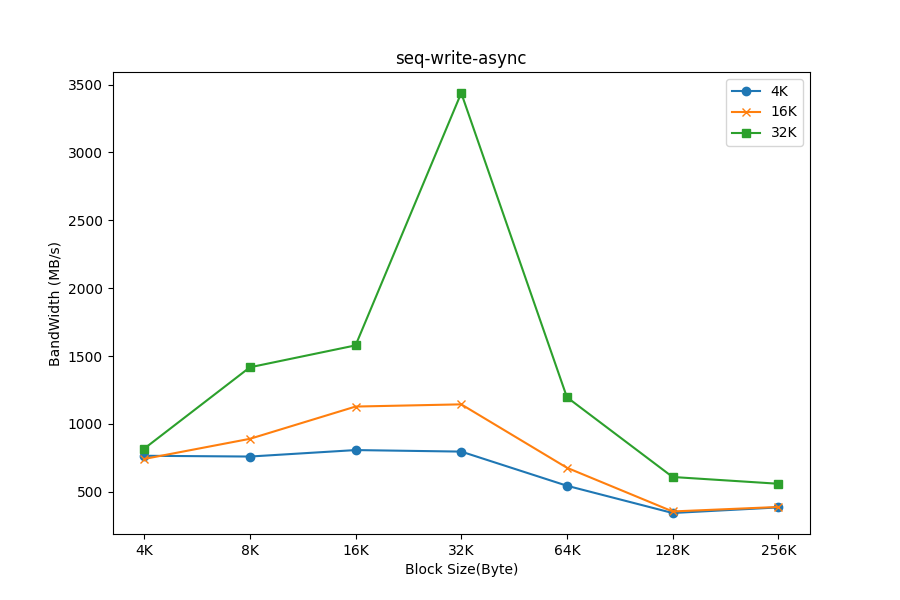 seq-write-async
3500
3000
2500
2000
1500
1000
500
BandWidth (MB/s)
4K
16K
32K
4K 8K 16K 32K 64K 128K 256K
Block Size(Byte)